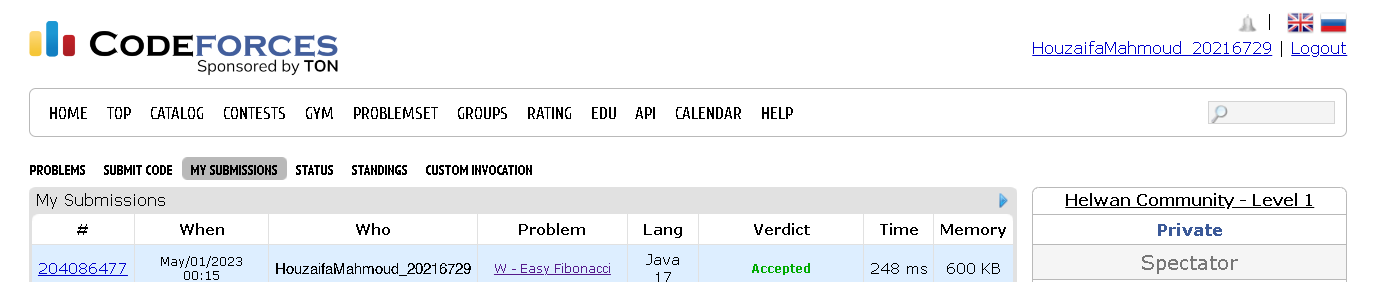 CODEFORCES
Sponsored by TON
|
HouzaifaMahmoud_20216729 | Logout
HOME TOP CATALOG CONTESTS GYM PROBLEMSET GROUPS RATING EDU API CALENDAR HELP
PROBLEMS SUBMIT CODE MY SUBMISSIONS STATUS STANDINGS CUSTOM INVOCATION
My Submissions
# When Who Problem Lang Verdict Time Memory
204086477 May/01/2023 00:15 HouzaifaMahmoud_20216729 W - Easy Fibonacci Java 17 Accepted 248 ms 600 KB
Helwan Community - Level 1
Private
Spectator